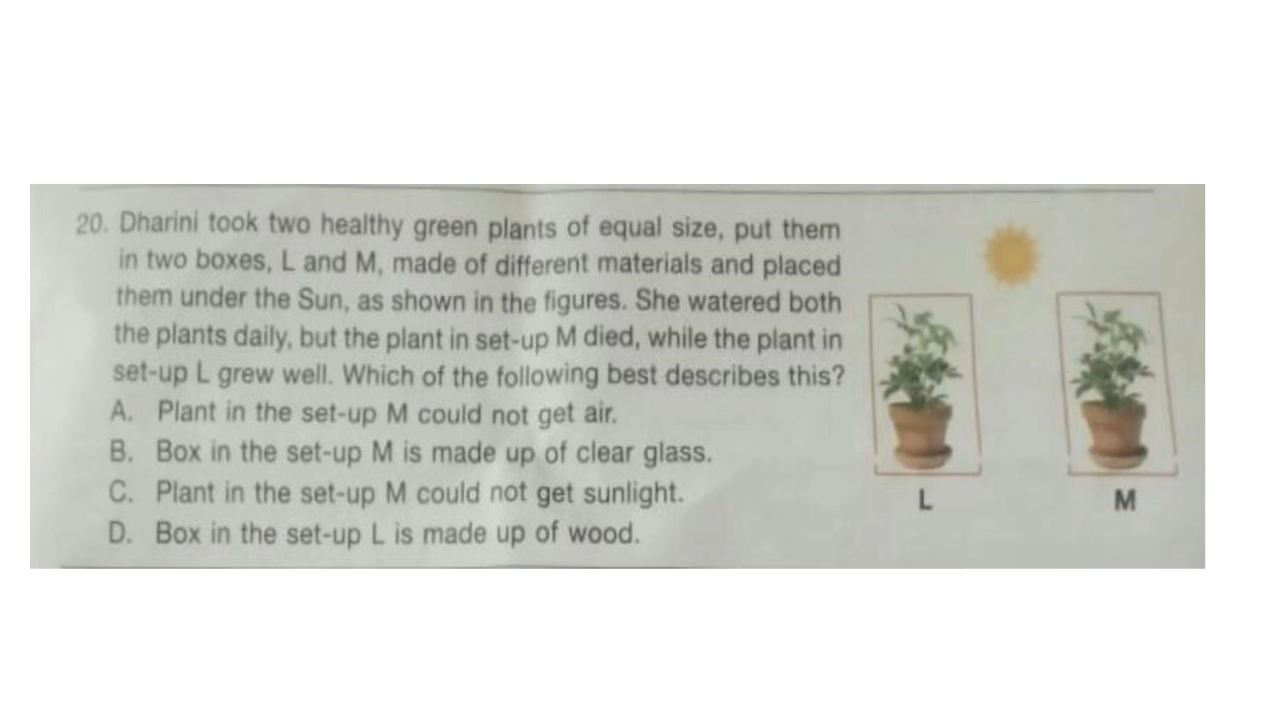 20. Dharini took two healthy green plants of equal size, put them
in two boxes, L and M, made of different materials and placed
them under the Sun, as shown in the figures. She watered both
the plants daily, but the plant in set-up M died, while the plant in
set-up L grew well. Which of the following best describes this?
A. Plant in the set-up M could not get air.
B. Box in the set-up M is made up of clear glass.
C. Plant in the set-up M could not get sunlight.
D. Box in the set-up L is made up of wood.
L
M